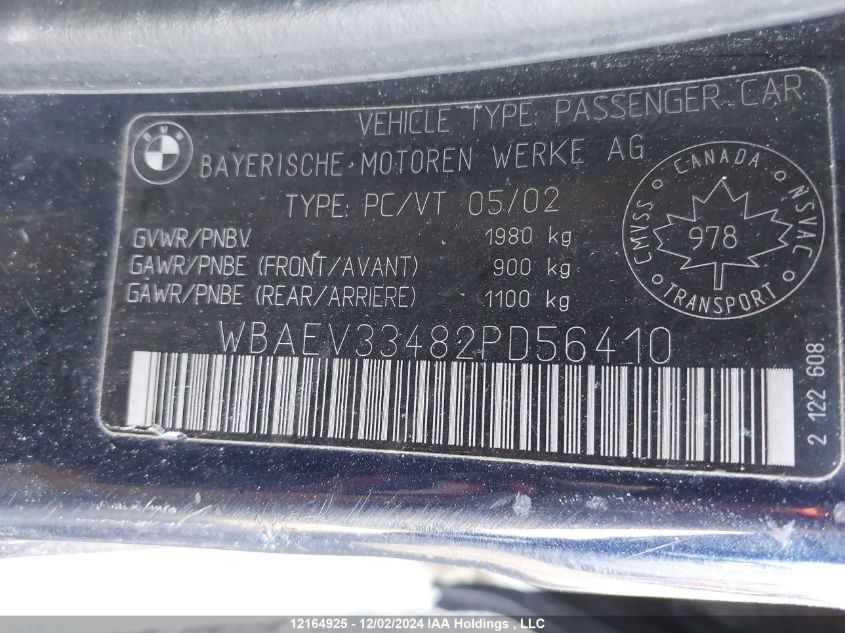 VEHICLE TYPE: PASSENGER CAR
BMW
BAYERISCHE MOTOREN WERKE AG
TYPE: PC/VT 05/02
GVWR/PNBV 1980 kg
GAWR/PNBE (FRONT/AVANT) 900 kg
GAWR/PNBE (REAR/ARRIERE) 1100 kg
CMVSS CANADA NSVAC
978
TRANSPORT
WBAEV33482PD56410
2 122 608
12164925 - 12/02/2024 IAA Holdings , LLC